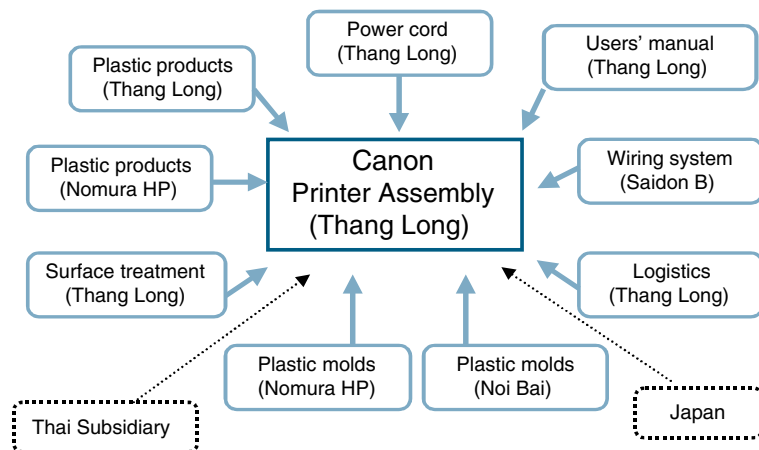 Power cord
(Thang Long)
Users' manual
(Thang Long)
Plastic products
(Thang Long)
Canon
Printer Assembly
(Thang Long)
Plastic products
(Nomura HP)
Wiring system
(Saidon B)
Surface treatment
(Thang Long)
Logistics
(Thang Long)
Plastic molds
(Nomura HP)
Plastic molds
(Noi Bai)
Thai Subsidiary
Japan